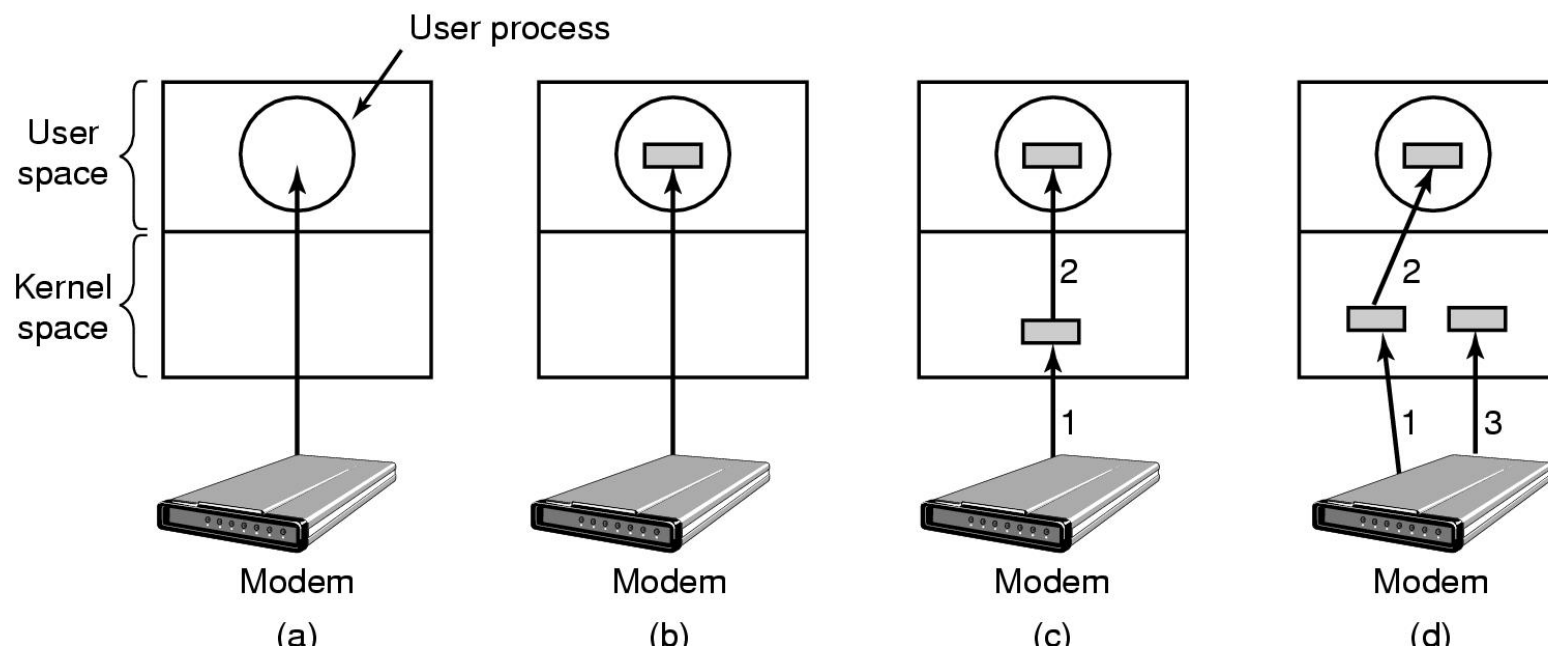 User process
User
space
Kernel
space
2
2
1
1
3
Modem
Modem
Modem
Modem
(a)
(b)
(c)
(d)